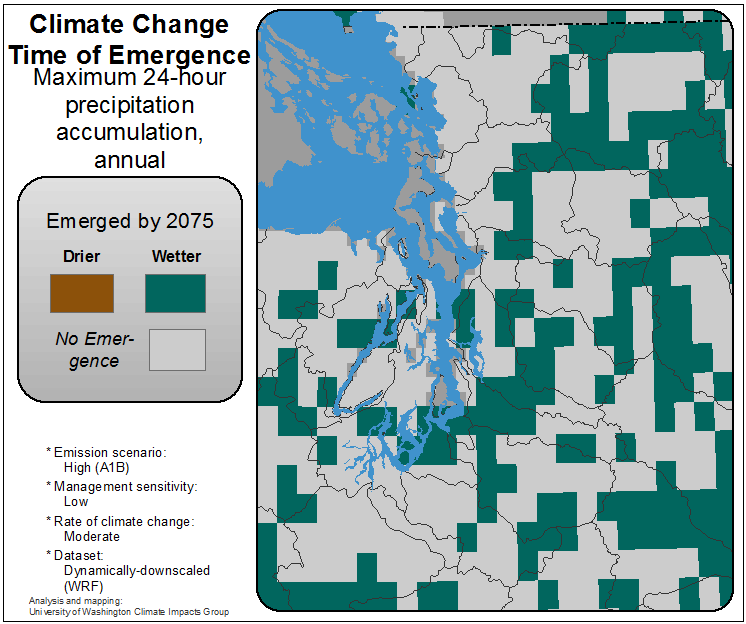 Climate Change
Time of Emergence
Maximum 24-hour
precipitation
accumulation,
annual
Emerged by 2075
Drier Wetter
No Emer-
gence
* Emission scenario:
High (A1B)
* Management sensitivity:
Low
* Rate of climate change:
Moderate
* Dataset:
Dynamically-downscaled
(WRF)
Analysis and mapping:
University of Washington Climate Impacts Group